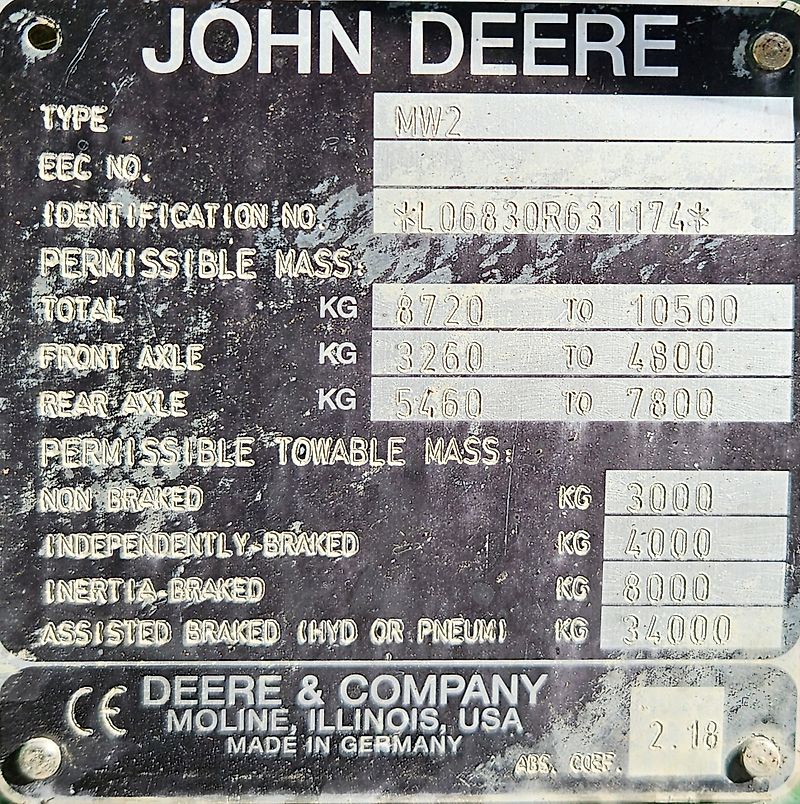 JOHN DEERE
TYPE MW2
EEC NO.
IDENTIFICATION NO. *L06830R631174*
PERMISSIBLE MASS:
TOTAL KG 8720 TO 10500
FRONT AXLE KG 3260 TO 4800
REAR AXLE KG 5460 TO 7800
PERMISSIBLE TOWABLE MASS:
NON BRAKED KG 3000
INDEPENDENTLY-BRAKED KG 4000
INERTIA-BRAKED KG 8000
ASSISTED BRAKED (HYD OR PNEUM) KG 34000
CE DEERE & COMPANY
MOLINE, ILLINOIS, USA
MADE IN GERMANY
ABS. COEF. 2.18